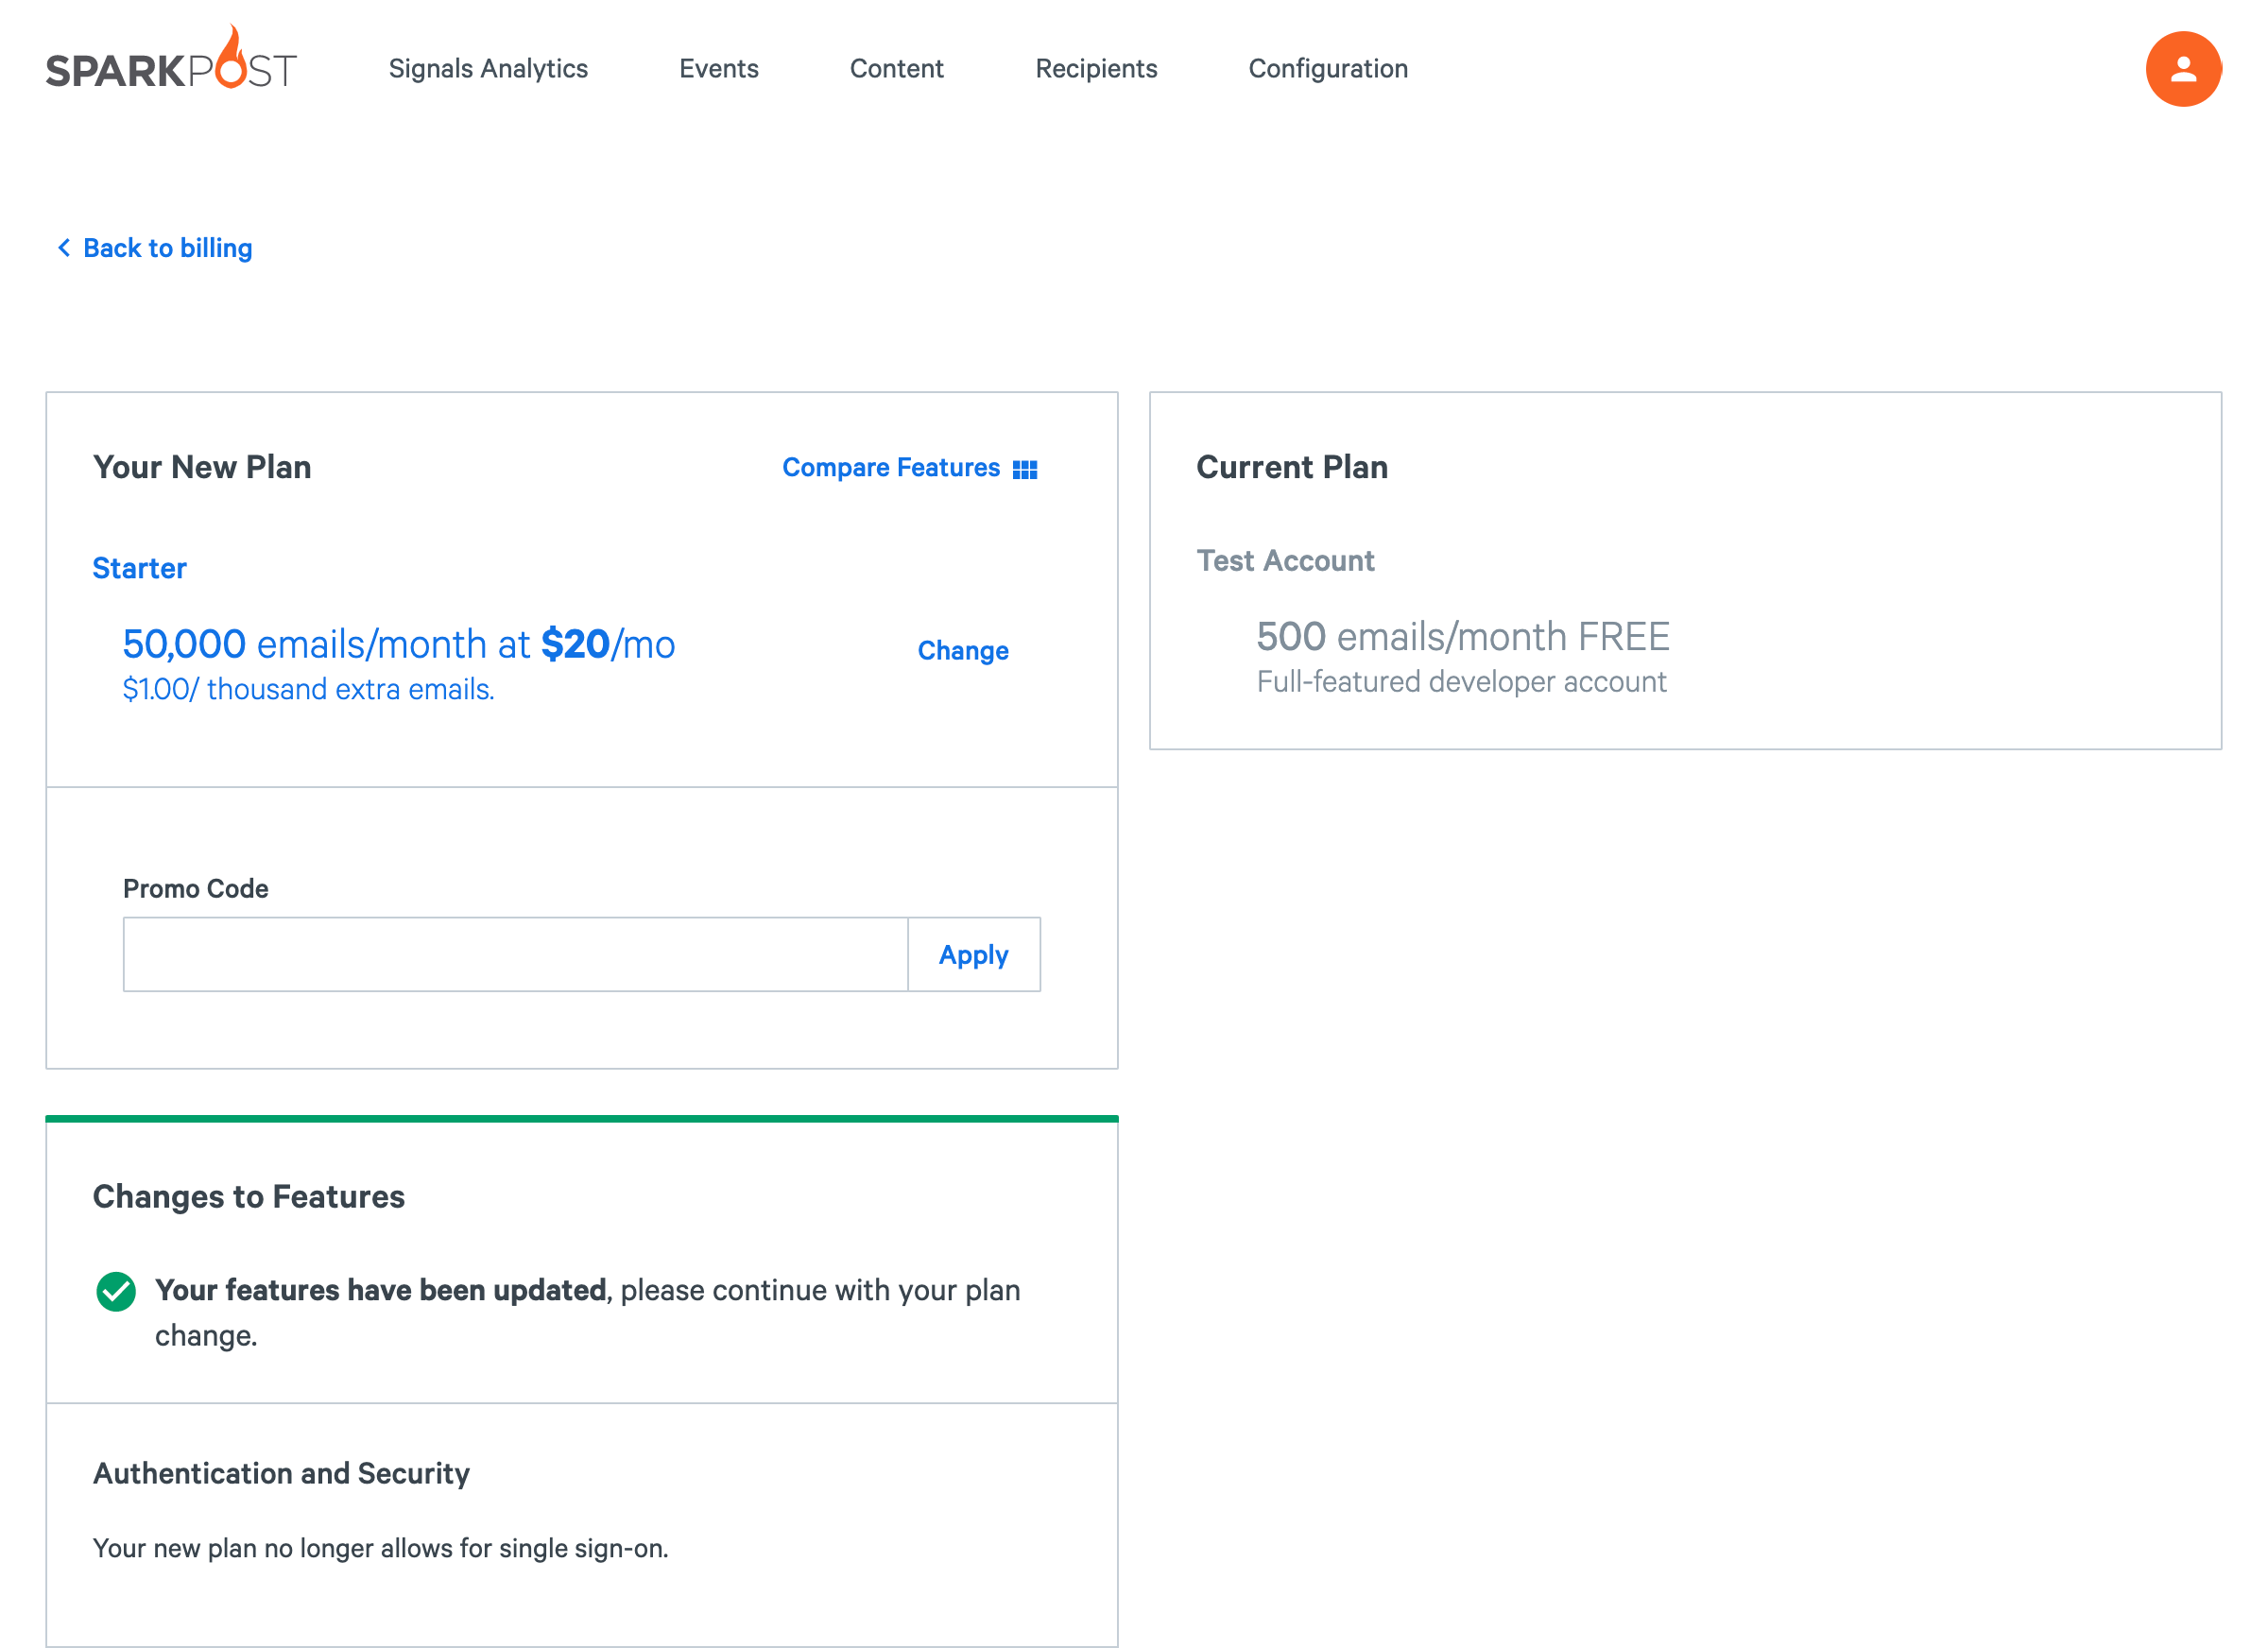 SPARKPOST
Signals Analytics
Events
Content
Recipients
Configuration
Back to billing
Your New Plan
Compare Features
Starter
50,000 emails/month at $20/mo
$1.00/ thousand extra emails.
Change
Promo Code
Apply
Current Plan
Test Account
500 emails/month FREE
Full-featured developer account
Changes to Features
Your features have been updated, please continue with your plan
change.
Authentication and Security
Your new plan no longer allows for single sign-on.